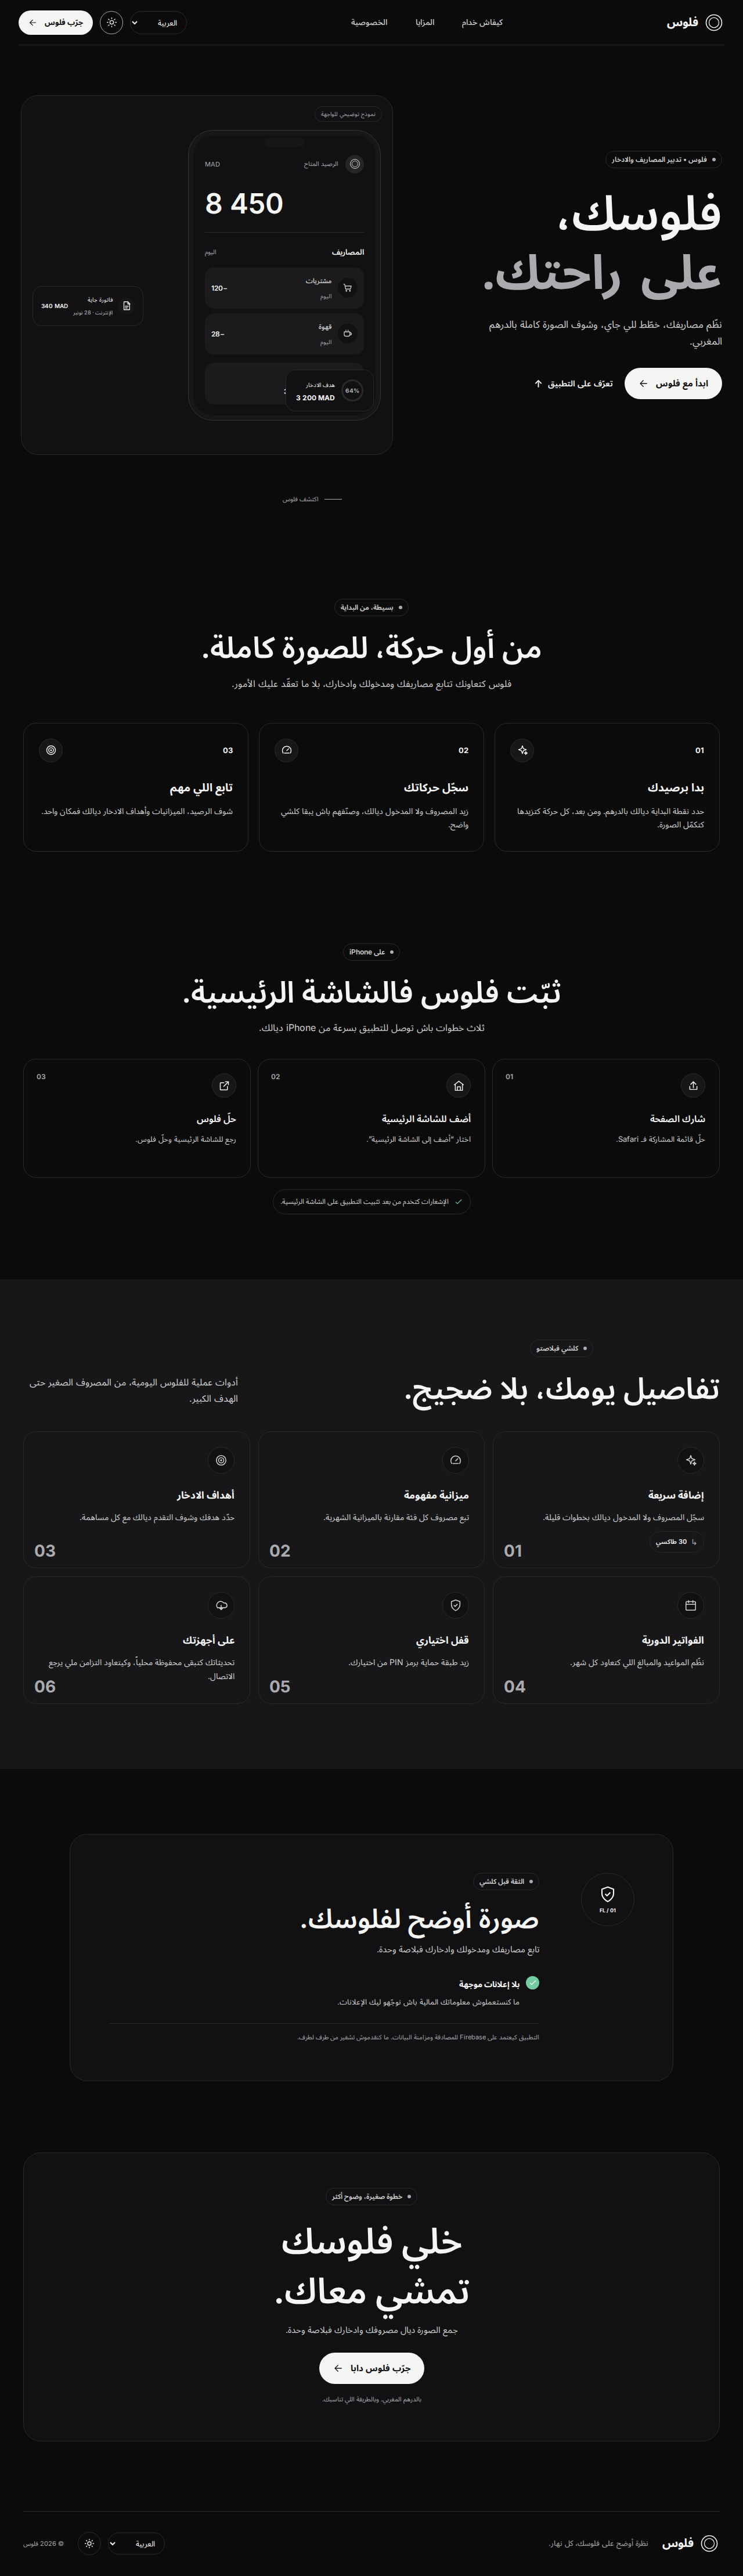 فلوس
كيفاش خدام
المزايا
الخصوصية
العربية
جرّب فلوس ←
فلوس • تدبير المصاريف والادخار
فلوسك،
على راحتك.
نظّم مصاريفك، خطّط للي جاي، وشوف الصورة كاملة بالدرهم
المغربي.
ابدأ مع فلوس ←
تعرّف على التطبيق ↑
نموذج توضيحي للواجهة
الرصيد المتاح
MAD
8 450
المصاريف
اليوم
مشتريات
اليوم
−120
قهوة
اليوم
−28
فاتورة جاية
الإنترنت · 28 نونبر
340 MAD
64%
هدف الادخار
3 200 MAD
اكتشف فلوس
بسيطة، من البداية
من أول حركة، للصورة كاملة.
فلوس كتعاونك تتابع مصاريفك ومدخولك وادخارك، بلا ما تعقّد عليك الأمور.
01
بدا برصيدك
حدد نقطة البداية ديالك بالدرهم. ومن بعد، كل حركة كتزيدها
كتكمّل الصورة.
02
سجّل حركاتك
زيد المصروف ولا المدخول ديالك، وصنّفهم باش يبقا كلشي
واضح.
03
تابع اللي مهم
شوف الرصيد، الميزانيات وأهداف الادخار ديالك فمكان واحد.
على iPhone
ثبّت فلوس فالشاشة الرئيسية.
ثلاث خطوات باش توصل للتطبيق بسرعة من iPhone ديالك.
01
شارك الصفحة
حلّ قائمة المشاركة فـ Safari.
02
أضف للشاشة الرئيسية
اختار "أضف إلى الشاشة الرئيسية".
03
حلّ فلوس
رجع للشاشة الرئيسية وحلّ فلوس.
الإشعارات كتخدم من بعد تثبيت التطبيق على الشاشة الرئيسية.
كلشي فبلاصتو
تفاصيل يومك، بلا ضجيج.
أدوات عملية للفلوس اليومية، من المصروف الصغير حتى
الهدف الكبير.
إضافة سريعة
سجّل المصروف ولا المدخول ديالك بخطوات قليلة.
30 طاكسي
01
ميزانية مفهومة
تبع مصروف كل فئة مقارنة بالميزانية الشهرية.
02
أهداف الادخار
حدّد هدفك وشوف التقدم ديالك مع كل مساهمة.
03
الفواتير الدورية
نظّم المواعيد والمبالغ اللي كتعاود كل شهر.
04
قفل اختياري
زيد طبقة حماية برمز PIN من اختيارك.
05
على أجهزتك
تحديثاتك كتبقى محفوظة محلياً، وكيتعاود التزامن ملي يرجع
الاتصال.
06
FL / 01
الثقة قبل كلشي
صورة أوضح لفلوسك.
تابع مصاريفك ومدخولك وادخارك فبلاصة وحدة.
بلا إعلانات موجهة
ما كنستعملوش معلوماتك المالية باش نوجّهو ليك الإعلانات.
التطبيق كيعتمد على Firebase للمصادقة ومزامنة البيانات. ما كنقدموش تشفير من طرف لطرف.
خطوة صغيرة، وضوح أكثر
خلي فلوسك
تمشي معاك.
جمع الصورة ديال مصروفك وادخارك فبلاصة وحدة.
جرّب فلوس دابا ←
بالدرهم المغربي، وبالطريقة اللي تناسبك.
فلوس
نظرة أوضح على فلوسك، كل نهار.
العربية
© 2026 فلوس